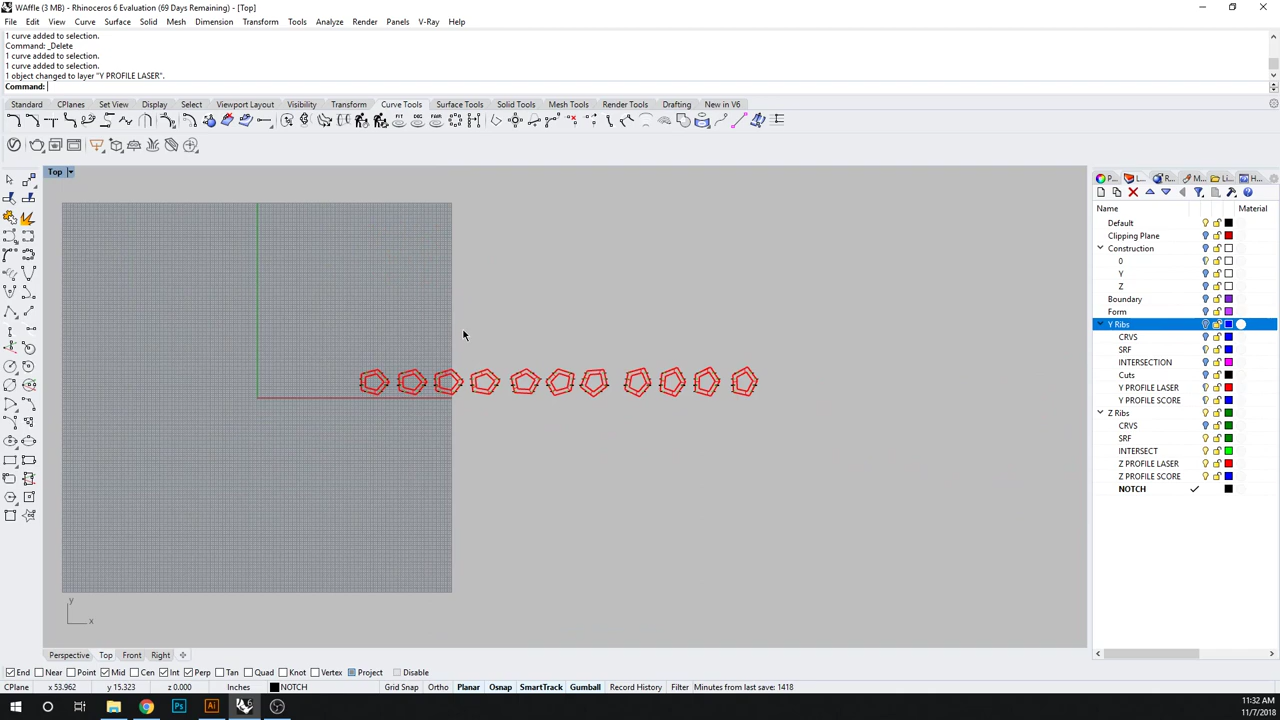 WAffle (3 MB) - Rhinoceros 6 Evaluation (69 Days Remaining) - [Top]
File Edit View Curve Surface Solid Mesh Dimension Transform Tools Analyze Render Panels V-Ray Help
1 curve added to selection.
Command: _Delete
1 curve added to selection.
1 curve added to selection.
1 object changed to layer "Y PROFILE LASER".
Command:
Standard CPlanes Set View Display Select Viewport Layout Visibility Transform Curve Tools Surface Tools Solid Tools Mesh Tools Render Tools Drafting New in V6
Top
P... L... R... M... Li... H...
Name Material
Default
Clipping Plane
Construction
0
Y
Z
Boundary
Form
Y Ribs
CRVS
SRF
INTERSECTION
Cuts
Y PROFILE LASER
Y PROFILE SCORE
Z Ribs
CRVS
SRF
INTERSECT
Z PROFILE LASER
Z PROFILE SCORE
NOTCH
y
x
Perspective Top Front Right
End Near Point Mid Cen Int Perp Tan Quad Knot Vertex Project Disable
CPlane x 53.962 y 15.323 z 0.000 Inches NOTCH Grid Snap Ortho Planar Osnap SmartTrack Gumball Record History Filter Minutes from last save: 1418
Ps Ai
11:32 AM
11/7/2018